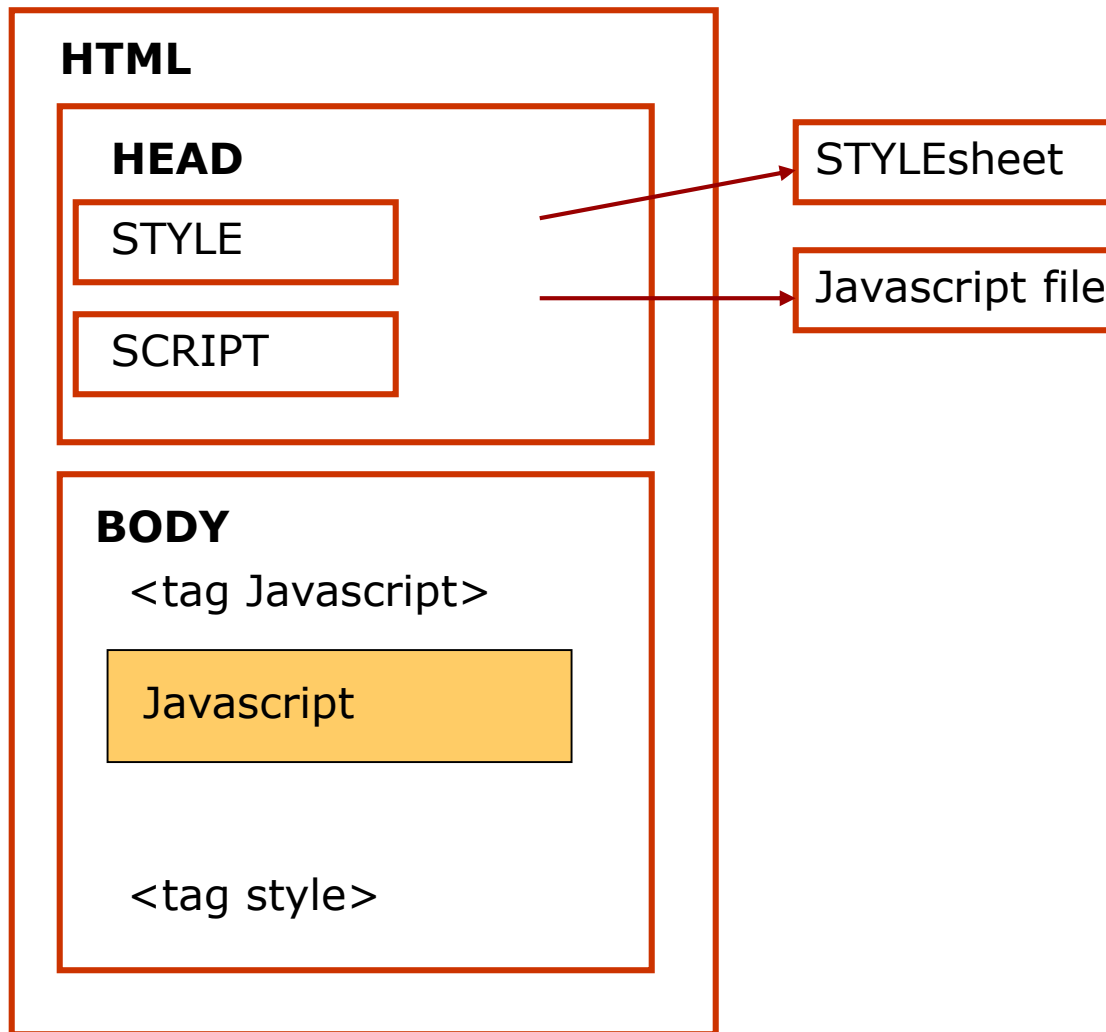 HTML
HEAD
STYLE
SCRIPT
STYLEsheet
Javascript file
BODY
<tag Javascript>
Javascript
<tag style>